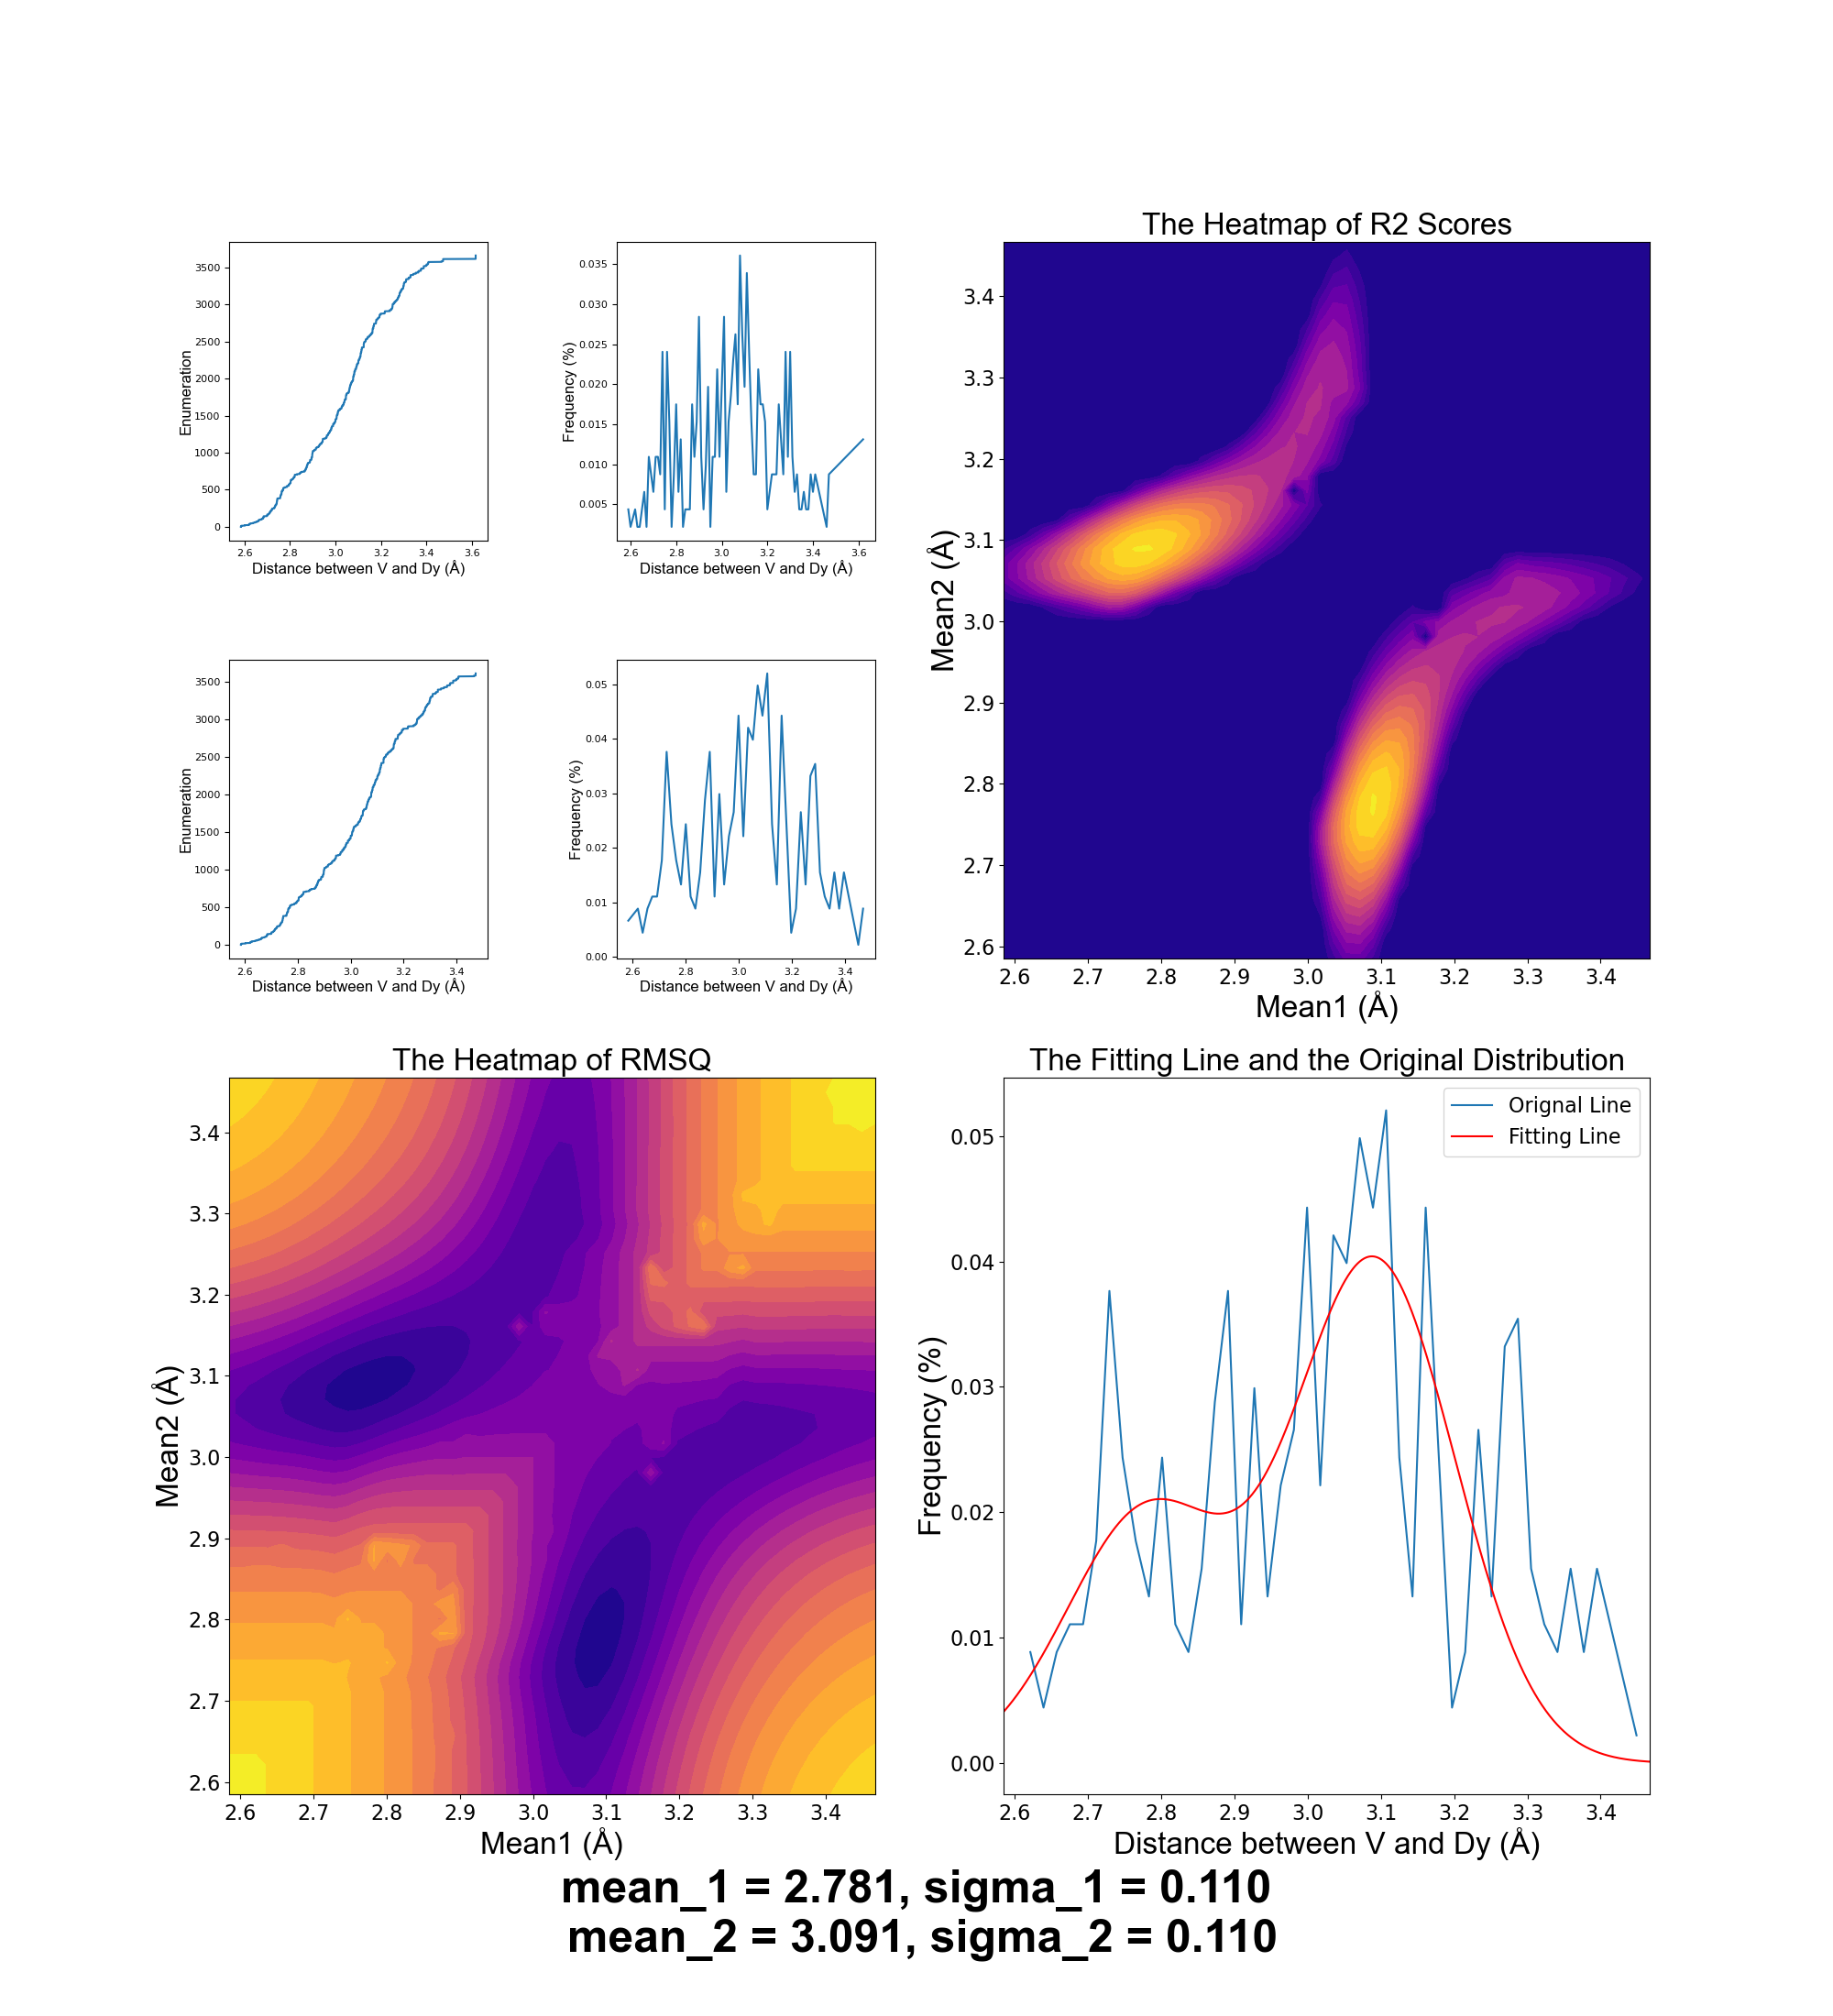 The Heatmap of R2 Scores
Enumeration
3500
3000
2500
2000
1500
1000
500
0
2.6 2.8 3.0 3.2 3.4 3.6
Distance between V and Dy (Å)
Frequency (%)
0.035
0.030
0.025
0.020
0.015
0.010
0.005
2.6 2.8 3.0 3.2 3.4 3.6
Distance between V and Dy (Å)
Mean2 (Å)
3.4
3.3
3.2
3.1
3.0
2.9
2.8
2.7
2.6
2.6 2.7 2.8 2.9 3.0 3.1 3.2 3.3 3.4
Mean1 (Å)
Enumeration
3500
3000
2500
2000
1500
1000
500
0
2.6 2.8 3.0 3.2 3.4
Distance between V and Dy (Å)
Frequency (%)
0.05
0.04
0.03
0.02
0.01
0.00
2.6 2.8 3.0 3.2 3.4
Distance between V and Dy (Å)
The Heatmap of RMSQ
Mean2 (Å)
3.4
3.3
3.2
3.1
3.0
2.9
2.8
2.7
2.6
2.6 2.7 2.8 2.9 3.0 3.1 3.2 3.3 3.4
Mean1 (Å)
The Fitting Line and the Original Distribution
Orignal Line
Fitting Line
Frequency (%)
0.05
0.04
0.03
0.02
0.01
0.00
2.6 2.7 2.8 2.9 3.0 3.1 3.2 3.3 3.4
Distance between V and Dy (Å)
mean_1 = 2.781, sigma_1 = 0.110
mean_2 = 3.091, sigma_2 = 0.110